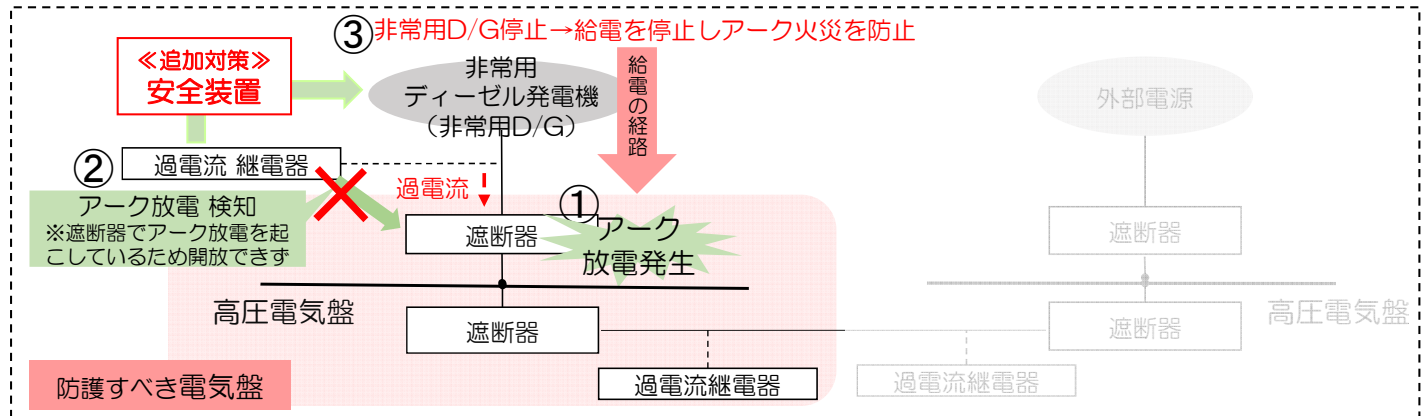 ③非常用D/G停止→給電を停止しアーク火災を防止
≪追加対策≫
安全装置
非常用
ディーゼル発電機
（非常用D/G）
給電の経路
外部電源
②
過電流 継電器
アーク放電 検知
※遮断器でアーク放電を起
こしているため開放できず
過電流
①
遮断器
アーク
放電発生
遮断器
高圧電気盤
高圧電気盤
遮断器
遮断器
防護すべき電気盤
過電流継電器
過電流継電器